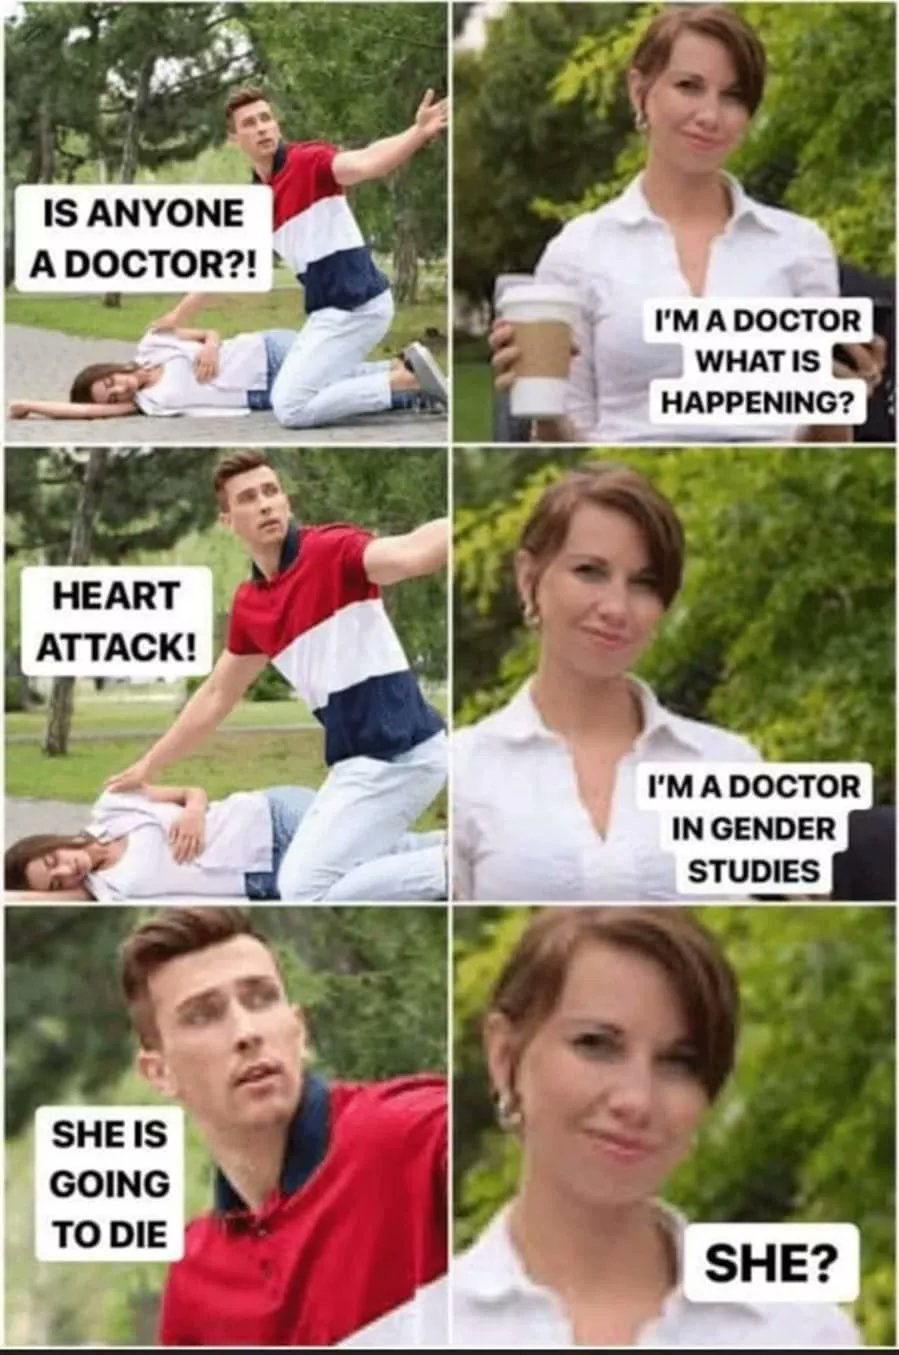 IS ANYONE
A DOCTOR?!
I'M A DOCTOR
WHAT IS
HAPPENING?
HEART
ATTACK!
I'M A DOCTOR
IN GENDER
STUDIES
SHE IS
GOING
TO DIE
SHE?